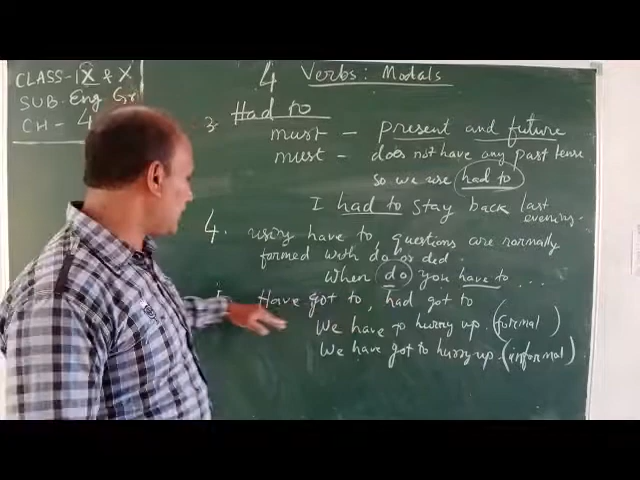 CLASS-IX & X
SUB. Eng Gr
CH- 4
4 Verbs: Modals
3. Had to
must - present and future
must - does not have any past tense
so we use had to
I had to stay back last evening.
4. using have to, questions are normally
formed with do or did.
When do you have to ...
Have got to, had got to
We have to hurry up. (formal)
We have got to hurry up. (informal)